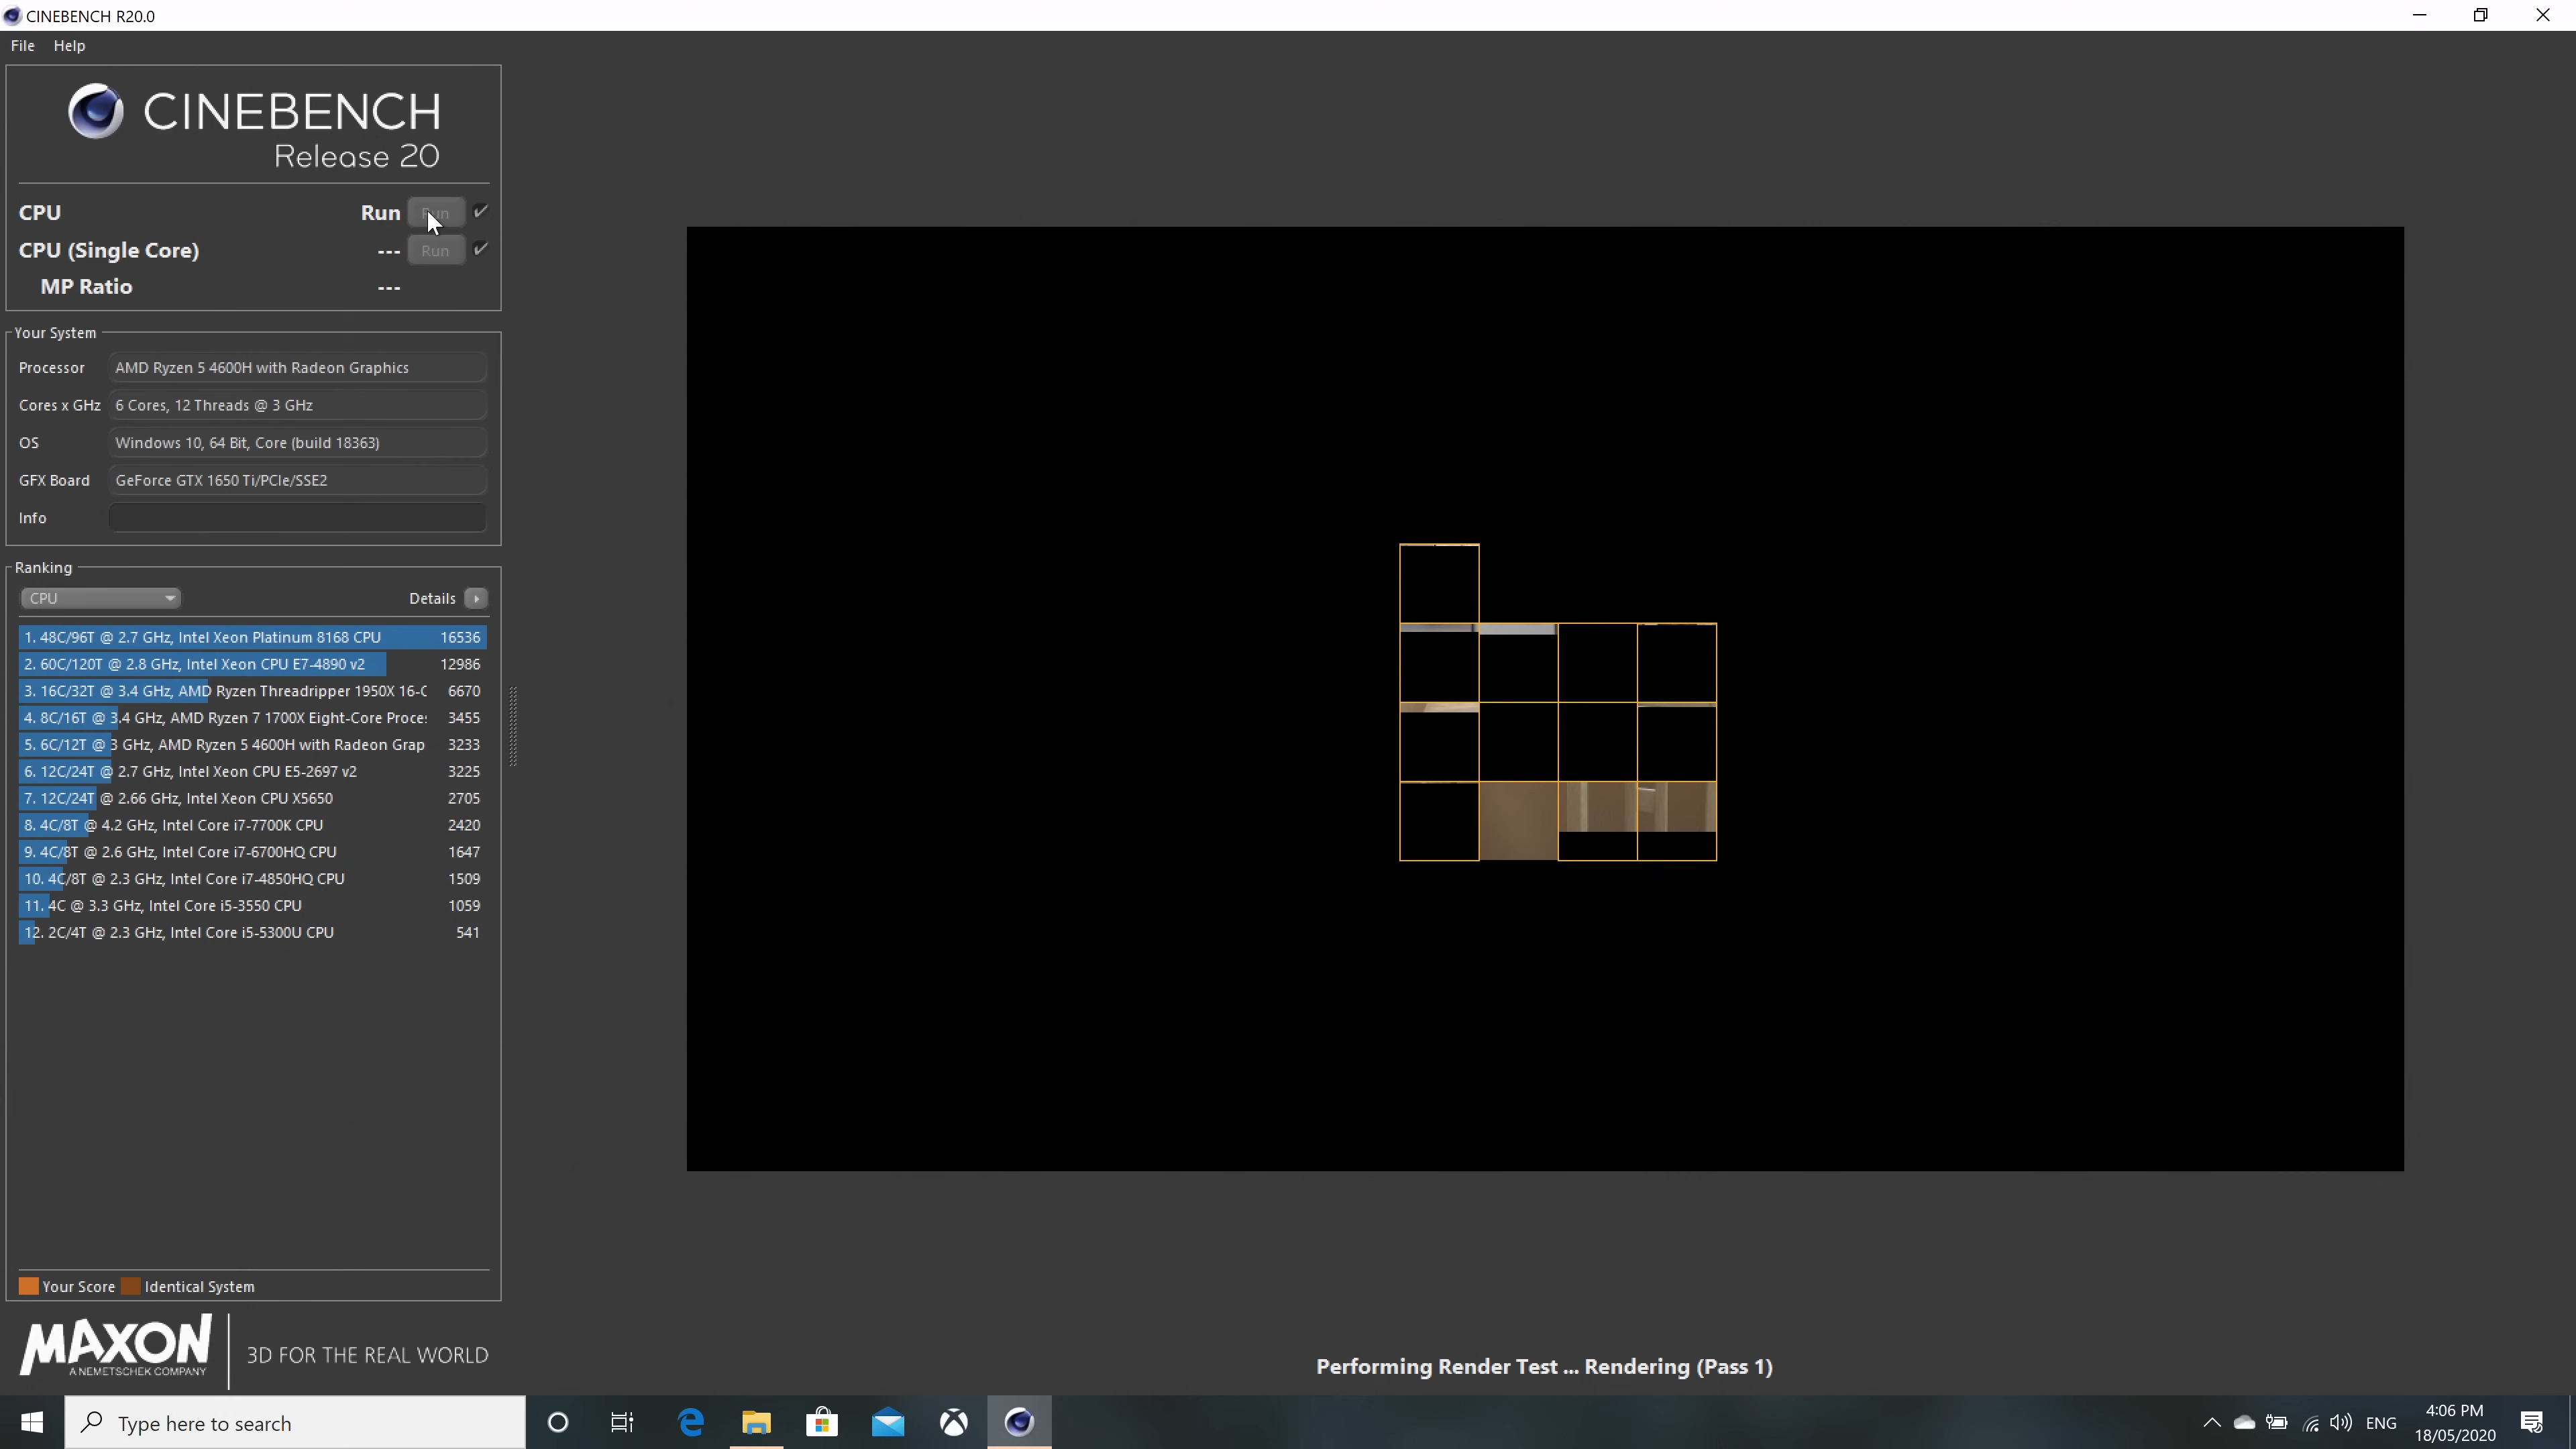 CINEBENCH R20.0
File Help
CINEBENCH
Release 20
CPU Run Run
CPU (Single Core) --- Run
MP Ratio ---
Your System
Processor AMD Ryzen 5 4600H with Radeon Graphics
Cores x GHz 6 Cores, 12 Threads @ 3 GHz
OS Windows 10, 64 Bit, Core (build 18363)
GFX Board GeForce GTX 1650 Ti/PCIe/SSE2
Info
Ranking
CPU Details
1. 48C/96T @ 2.7 GHz, Intel Xeon Platinum 8168 CPU 16536
2. 60C/120T @ 2.8 GHz, Intel Xeon CPU E7-4890 v2 12986
3. 16C/32T @ 3.4 GHz, AMD Ryzen Threadripper 1950X 16-C 6670
4. 8C/16T @ 3.4 GHz, AMD Ryzen 7 1700X Eight-Core Proces 3455
5. 6C/12T @ 3 GHz, AMD Ryzen 5 4600H with Radeon Grap 3233
6. 12C/24T @ 2.7 GHz, Intel Xeon CPU E5-2697 v2 3225
7. 12C/24T @ 2.66 GHz, Intel Xeon CPU X5650 2705
8. 4C/8T @ 4.2 GHz, Intel Core i7-7700K CPU 2420
9. 4C/8T @ 2.6 GHz, Intel Core i7-6700HQ CPU 1647
10. 4C/8T @ 2.3 GHz, Intel Core i7-4850HQ CPU 1509
11. 4C @ 3.3 GHz, Intel Core i5-3550 CPU 1059
12. 2C/4T @ 2.3 GHz, Intel Core i5-5300U CPU 541
Your Score Identical System
MAXON
A NEMETSCHEK COMPANY
3D FOR THE REAL WORLD
Performing Render Test ... Rendering (Pass 1)
Type here to search
ENG
4:06 PM
18/05/2020